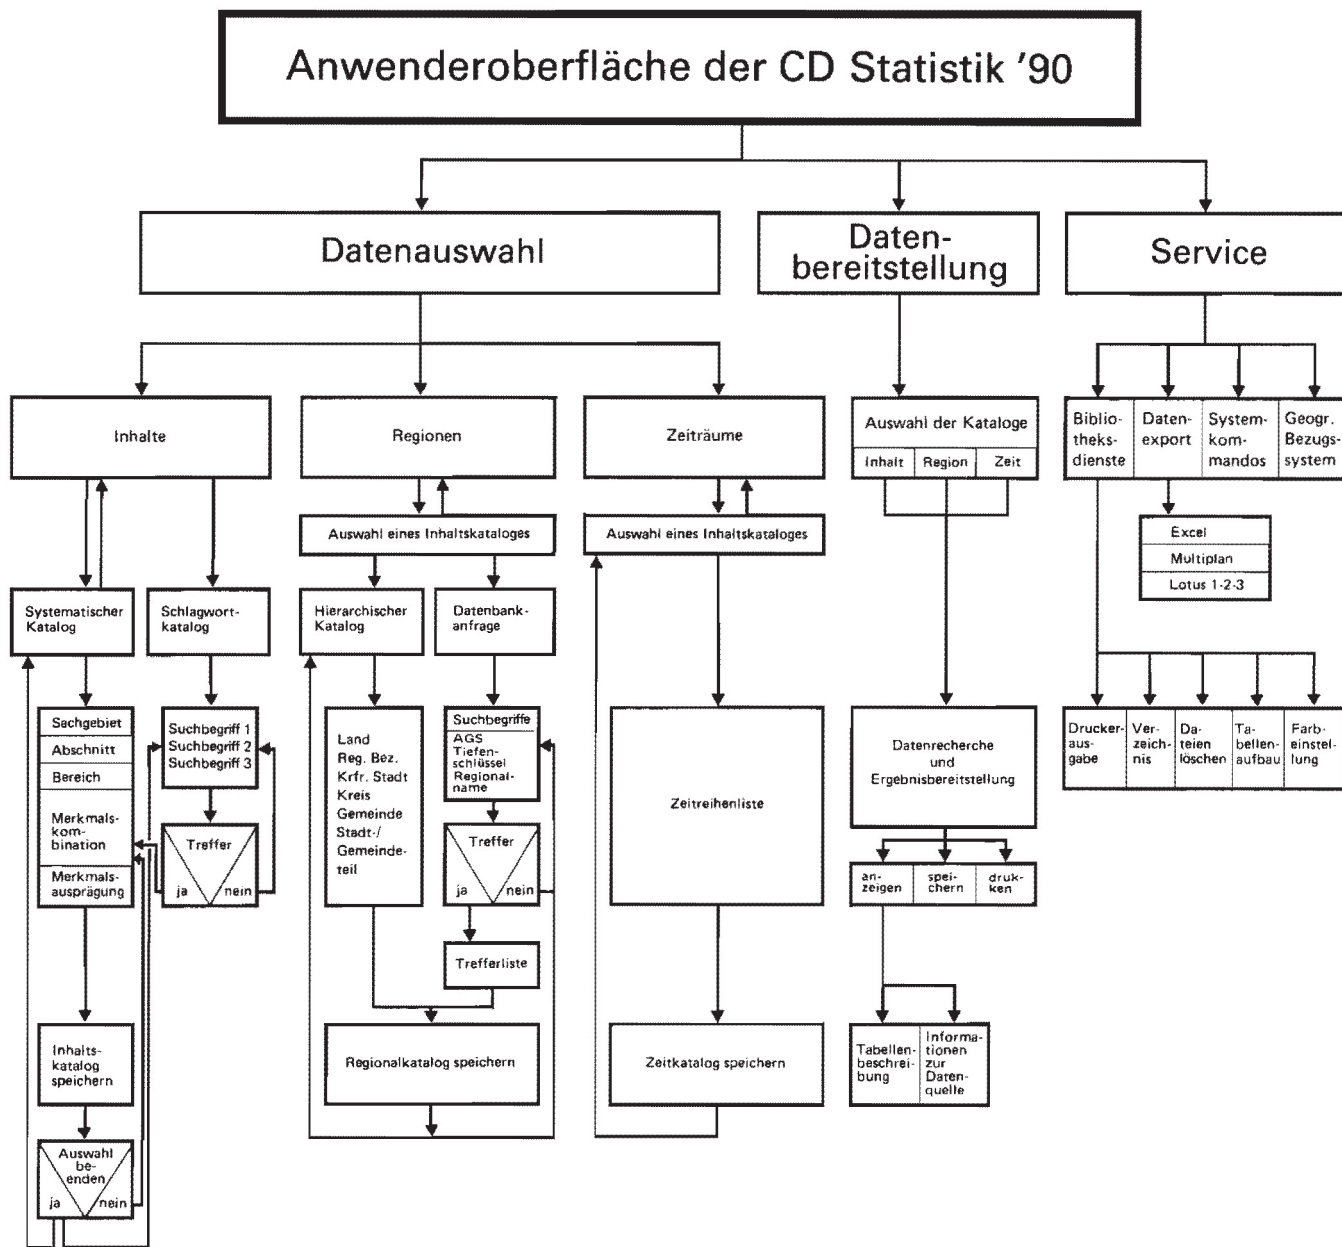 Anwenderoberfläche der CD Statistik '90
Datenauswahl
Daten-
bereitstellung
Service
Inhalte
Regionen
Zeiträume
Auswahl der Kataloge
Inhalt
Region
Zeit
Biblio-
theks-
dienste
Daten-
export
System-
kom-
mandos
Geogr.
Bezugs-
system
Auswahl eines Inhaltskataloges
Auswahl eines Inhaltskataloges
Excel
Multiplan
Lotus 1-2-3
Systematischer
Katalog
Schlagwort-
katalog
Hierarchischer
Katalog
Datenbank-
anfrage
Sachgebiet
Abschnitt
Bereich
Merkmals-
kom-
bination
Merkmals-
ausprägung
Suchbegriff 1
Suchbegriff 2
Suchbegriff 3
Treffer
ja
nein
Land
Reg. Bez.
Krfr. Stadt
Kreis
Gemeinde
Stadt-/
Gemeinde-
teil
Suchbegriffe
AGS
Tiefen-
schlüssel
Regional-
name
Treffer
ja
nein
Trefferliste
Zeitreihenliste
Datenrecherche
und
Ergebnisbereitstellung
an-
zeigen
spei-
chern
druk-
ken
Drucker-
aus-
gabe
Ver-
zeich-
nis
Da-
teien
löschen
Ta-
bellen-
aufbau
Farb-
einstel-
lung
Inhalts-
katalog
speichern
Regionalkatalog speichern
Zeitkatalog speichern
Tabellen-
beschrei-
bung
Informa-
tionen
zur
Daten-
quelle
Auswahl
be-
enden
ja
nein